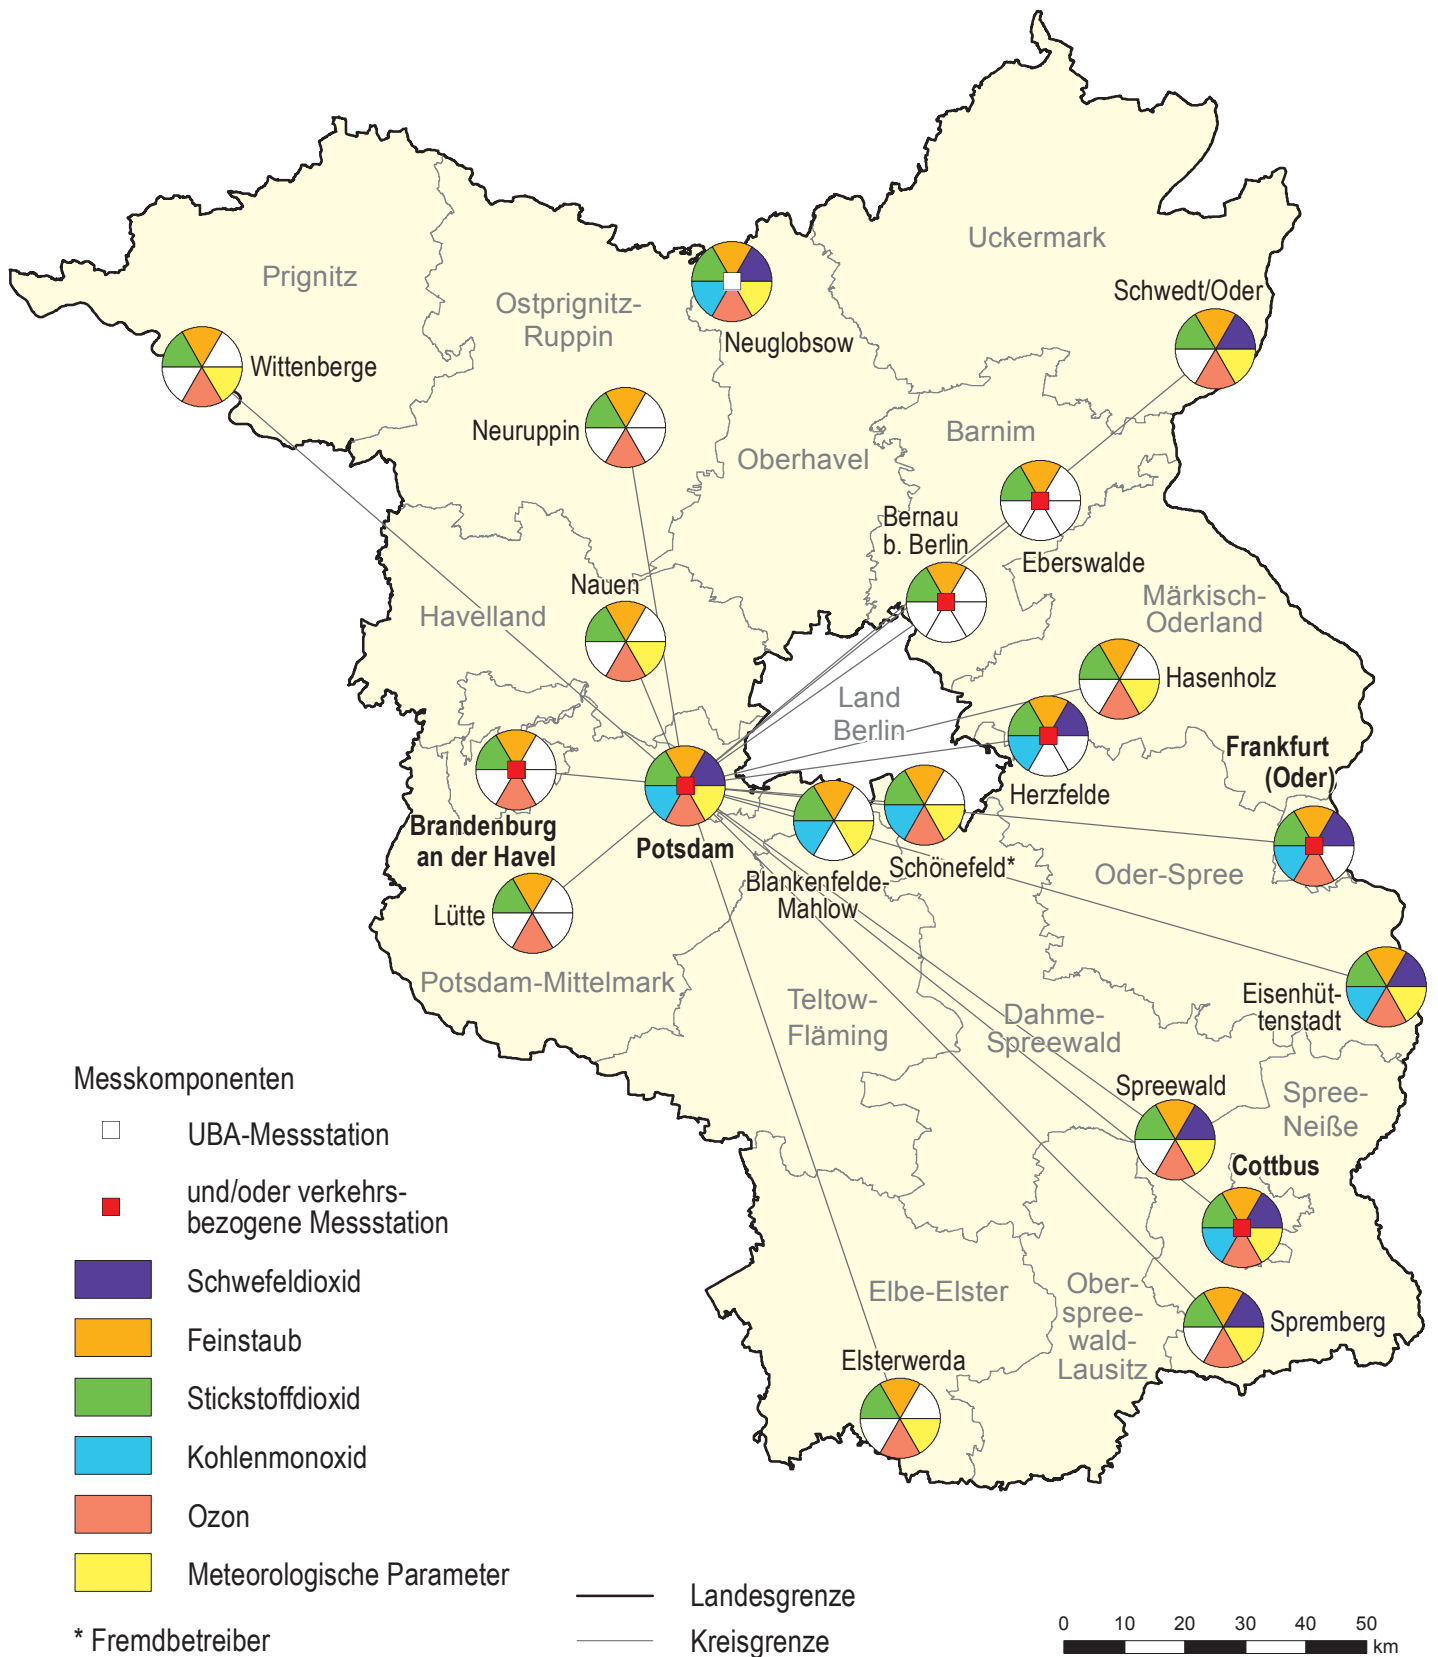 Uckermark
Prignitz
Ostprignitz-
Ruppin
Schwedt/Oder
Neuglobsow
Wittenberge
Neuruppin
Oberhavel
Barnim
Bernau
b. Berlin
Eberswalde
Nauen
Havelland
Märkisch-
Oderland
Hasenholz
Land
Berlin
Frankfurt
(Oder)
Herzfelde
Brandenburg
an der Havel
Potsdam
Blankenfelde-
Mahlow
Schönefeld*
Oder-Spree
Lütte
Potsdam-Mittelmark
Teltow-
Fläming
Dahme-
Spreewald
Eisenhüt-
tenstadt
Spreewald
Spree-
Neiße
Cottbus
Elbe-Elster
Ober-
spree-
wald-
Lausitz
Spremberg
Elsterwerda
Messkomponenten
UBA-Messstation
und/oder verkehrs-
bezogene Messstation
Schwefeldioxid
Feinstaub
Stickstoffdioxid
Kohlenmonoxid
Ozon
Meteorologische Parameter
* Fremdbetreiber
Landesgrenze
Kreisgrenze
0 10 20 30 40 50
km